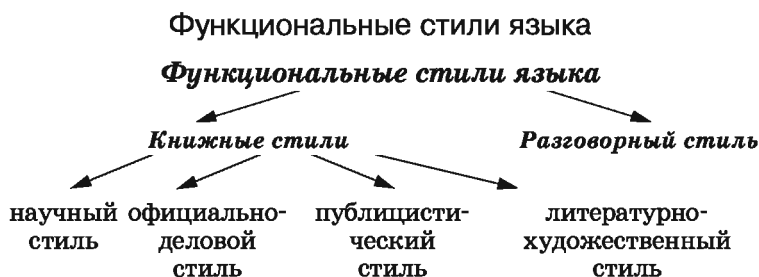 Функциональные стили языка
Функциональные стили языка
Книжные стили
Разговорный стиль
научный
стиль
официально-
деловой
стиль
публицисти-
ческий
стиль
литературно-
художественный
стиль